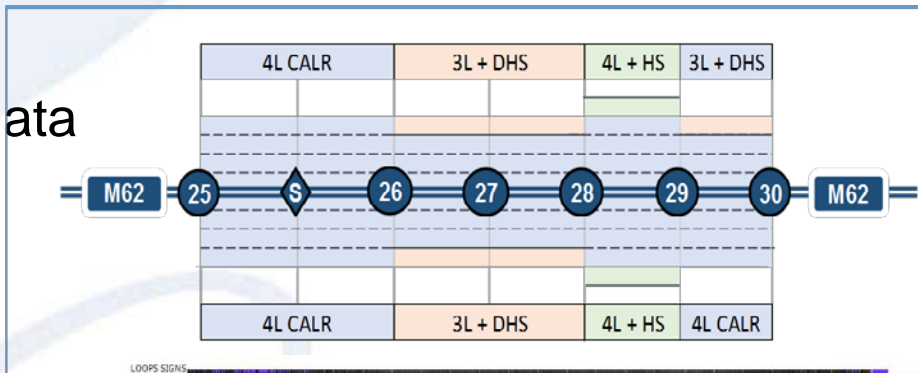 4L CALR 3L + DHS 4L + HS 3L + DHS
ata
M62 25 S 26 27 28 29 30 M62
4L CALR 3L + DHS 4L + HS 4L CALR
LOOPS SIGNS